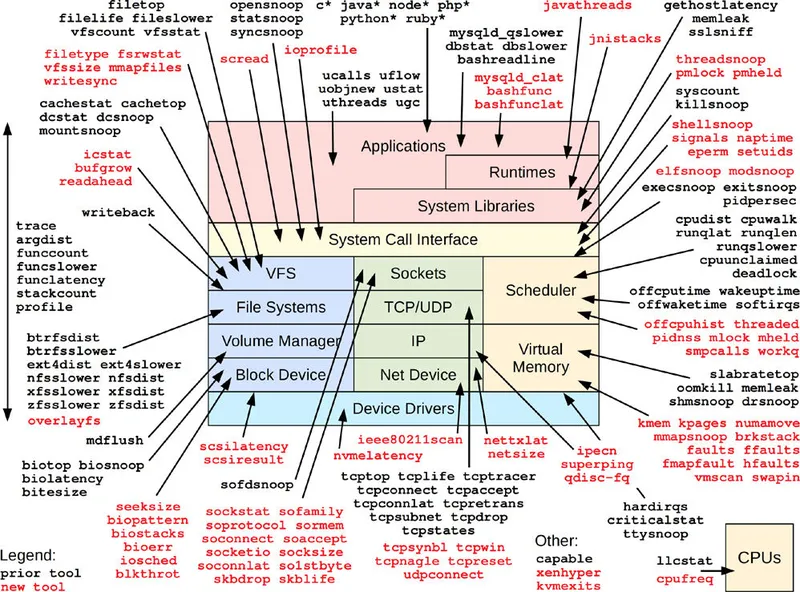 filetop
filelife fileslower
vfscount vfsstat
opensnoop
statsnoop
syncsnoop
c* java* node* php*
python* ruby*
javathreads
gethostlatency
memleak
sslsniff
filetype fsrwstat
vfssize mmapfiles
writesync
scread
ioprofile
mysqld_qslower
dbstat dbslower
bashreadline
jnistacks
threadsnoop
pmlock pmheld
ucalls uflow
uobjnew ustat
uthreads ugc
mysqld_clat
bashfunc
bashfunclat
syscount
killsnoop
cachestat cachetop
dcstat dcsnoop
mountsnoop
shellsnoop
signals naptime
eperm setuids
icstat
bufgrow
readahead
Applications
Runtimes
System Libraries
elfsnoop modsnoop
execsnoop exitsnoop
pidpersec
writeback
trace
argdist
funccount
funcslower
funclatency
stackcount
profile
System Call Interface
cpudist cpuwalk
runqlat runqlen
runqslower
cpuunclaimed
deadlock
VFS
Sockets
Scheduler
File Systems
TCP/UDP
offcputime wakeuptime
offwaketime softirqs
offcpuhist threaded
pidnss mlock mheld
smpcalls workq
Volume Manager
IP
Virtual
Memory
Block Device
Net Device
btrfsdist
btrfsslower
ext4dist ext4slower
nfsslower nfsdist
xfsslower xfsdist
zfsslower zfsdist
overlayfs
slabratetop
oomkill memleak
shmsnoop drsnoop
Device Drivers
mdflush
scsilatency
scsiresult
ieee80211scan
nvmelatency
nettxlat
netsize
ipecn
superping
qdisc-fq
kmem kpages numamove
mmapsnoop brkstack
faults ffaults
fmapfault hfaults
vmscan swapin
biotop biosnoop
biolatency
bitesize
sofdsnoop
tcptop tcplife tcptracer
tcpconnect tcpaccept
tcpconnlat tcpretrans
tcpsubnet tcpdrop
tcpstates
seeksize
biopattern
biostacks
bioerr
iosched
blkthrot
sockstat sofamily
soprotocol sormem
soconnect soaccept
socketio socksize
soconnlat so1stbyte
skbdrop skblife
tcpsynbl tcpwin
tcpnagle tcpreset
udpconnect
hardirqs
criticalstat
ttysnoop
Legend:
prior tool
new tool
Other:
capable
xenhyper
kvmexits
llcstat
cpufreq
CPUs